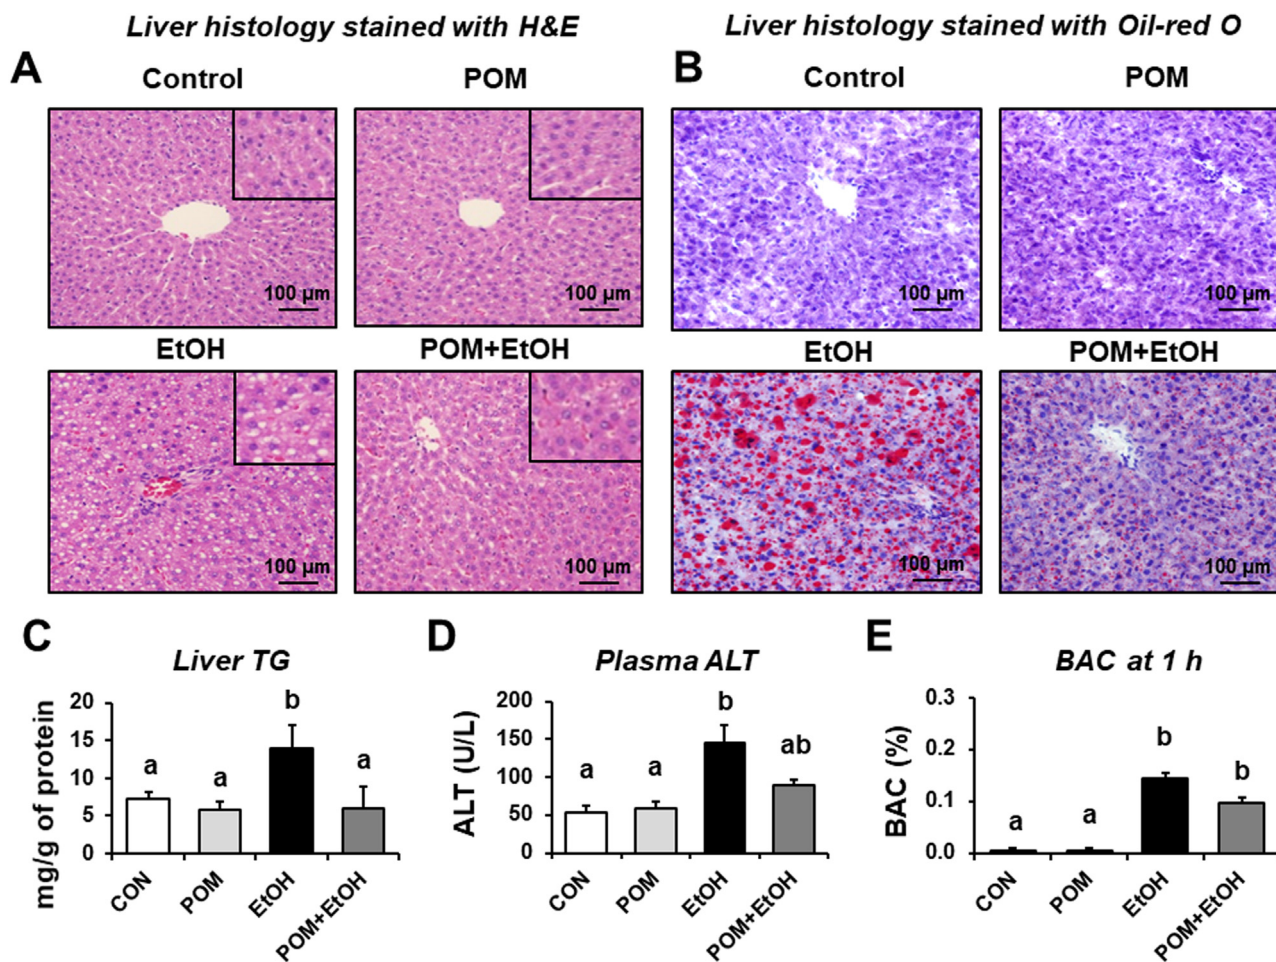 Liver histology stained with H&E
Liver histology stained with Oil-red O
A
Control
POM
B
Control
POM
100 µm
100 µm
100 µm
100 µm
EtOH
POM+EtOH
EtOH
POM+EtOH
100 µm
100 µm
100 µm
100 µm
C
Liver TG
mg/g of protein
20
15
10
5
0
a
a
b
a
CON
POM
EtOH
POM+EtOH
D
Plasma ALT
ALT (U/L)
200
150
100
50
0
a
a
b
ab
CON
POM
EtOH
POM+EtOH
E
BAC at 1 h
BAC (%)
0.3
0.2
0.1
0.0
a
a
b
b
CON
POM
EtOH
POM+EtOH